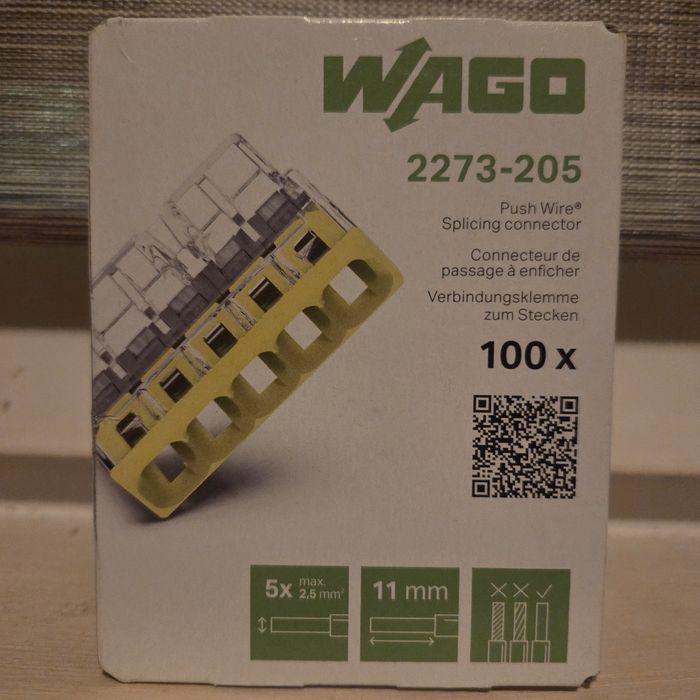 WAGO
2273-205
Push Wire®
Splicing connector
Connecteur de
passage à enficher
Verbindungsklemme
zum Stecken
100 x
5x max.
2,5 mm²
11 mm